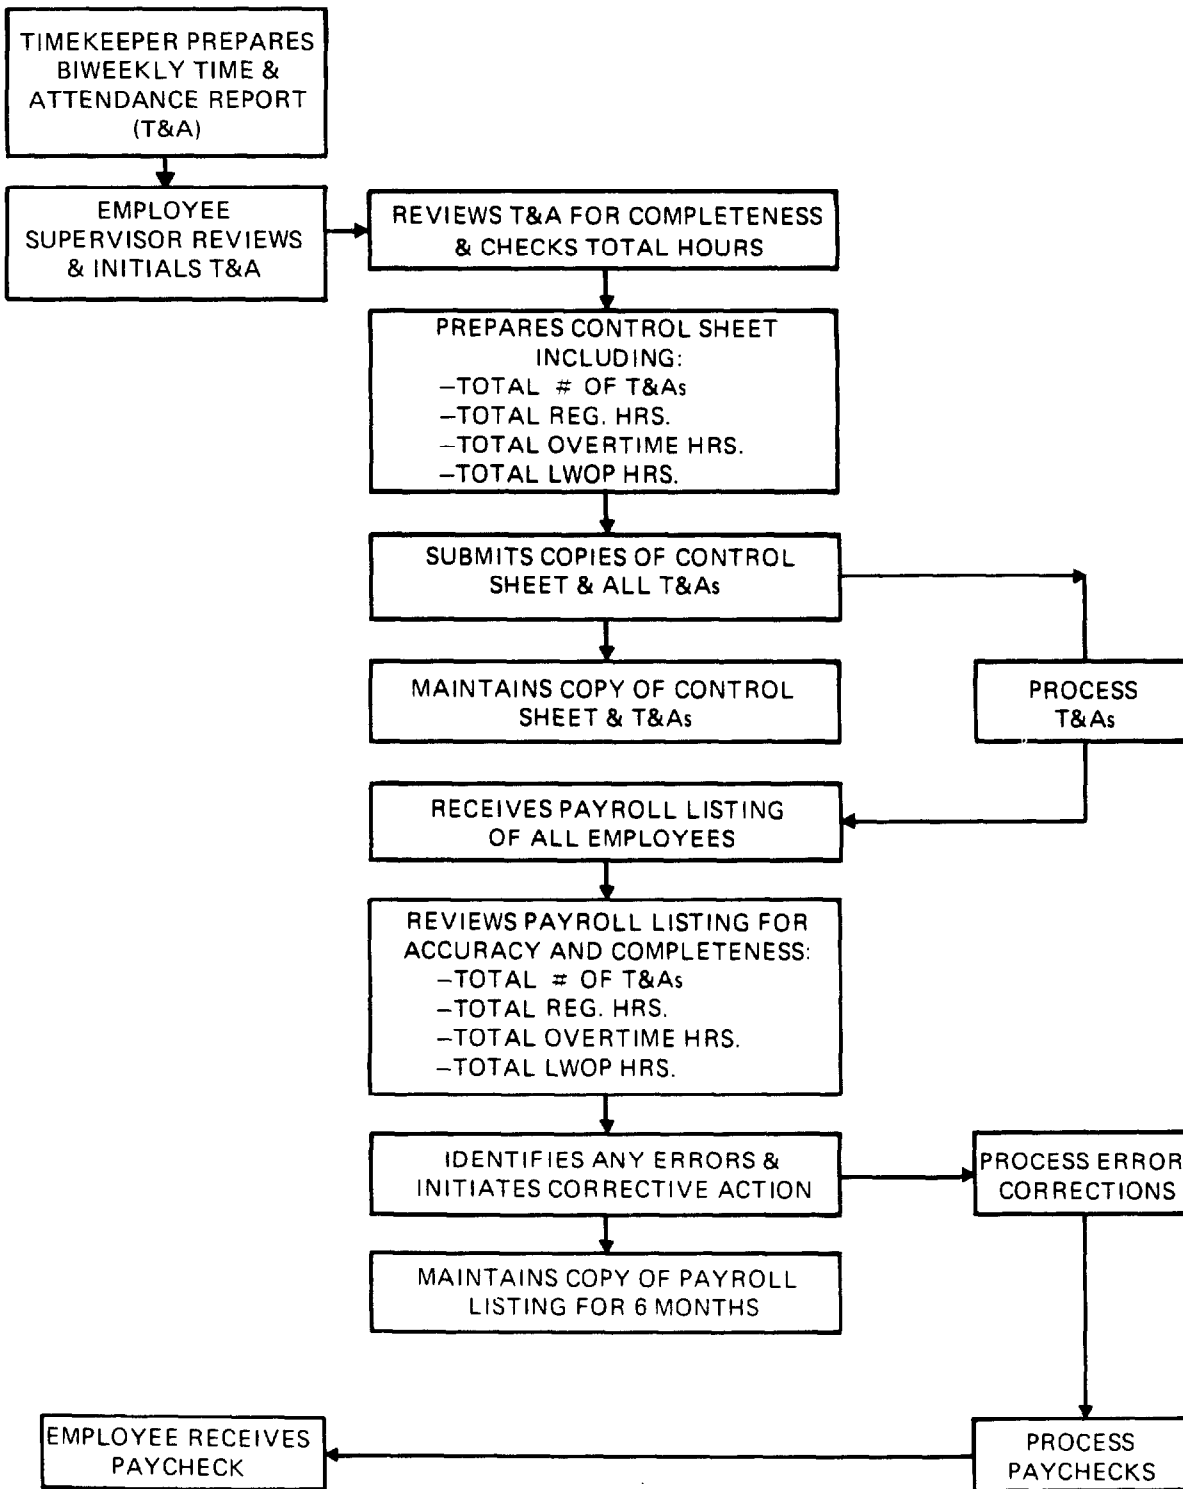 TIMEKEEPER PREPARES
BIWEEKLY TIME &
ATTENDANCE REPORT
(T&A)
EMPLOYEE
SUPERVISOR REVIEWS
& INITIALS T&A
REVIEWS T&A FOR COMPLETENESS
& CHECKS TOTAL HOURS
PREPARES CONTROL SHEET
INCLUDING:
–TOTAL # OF T&As
–TOTAL REG. HRS.
–TOTAL OVERTIME HRS.
–TOTAL LWOP HRS.
SUBMITS COPIES OF CONTROL
SHEET & ALL T&As
MAINTAINS COPY OF CONTROL
SHEET & T&As
PROCESS
T&As
RECEIVES PAYROLL LISTING
OF ALL EMPLOYEES
REVIEWS PAYROLL LISTING FOR
ACCURACY AND COMPLETENESS:
–TOTAL # OF T&As
–TOTAL REG. HRS.
–TOTAL OVERTIME HRS.
–TOTAL LWOP HRS.
IDENTIFIES ANY ERRORS &
INITIATES CORRECTIVE ACTION
PROCESS ERROR
CORRECTIONS
MAINTAINS COPY OF PAYROLL
LISTING FOR 6 MONTHS
EMPLOYEE RECEIVES
PAYCHECK
PROCESS
PAYCHECKS